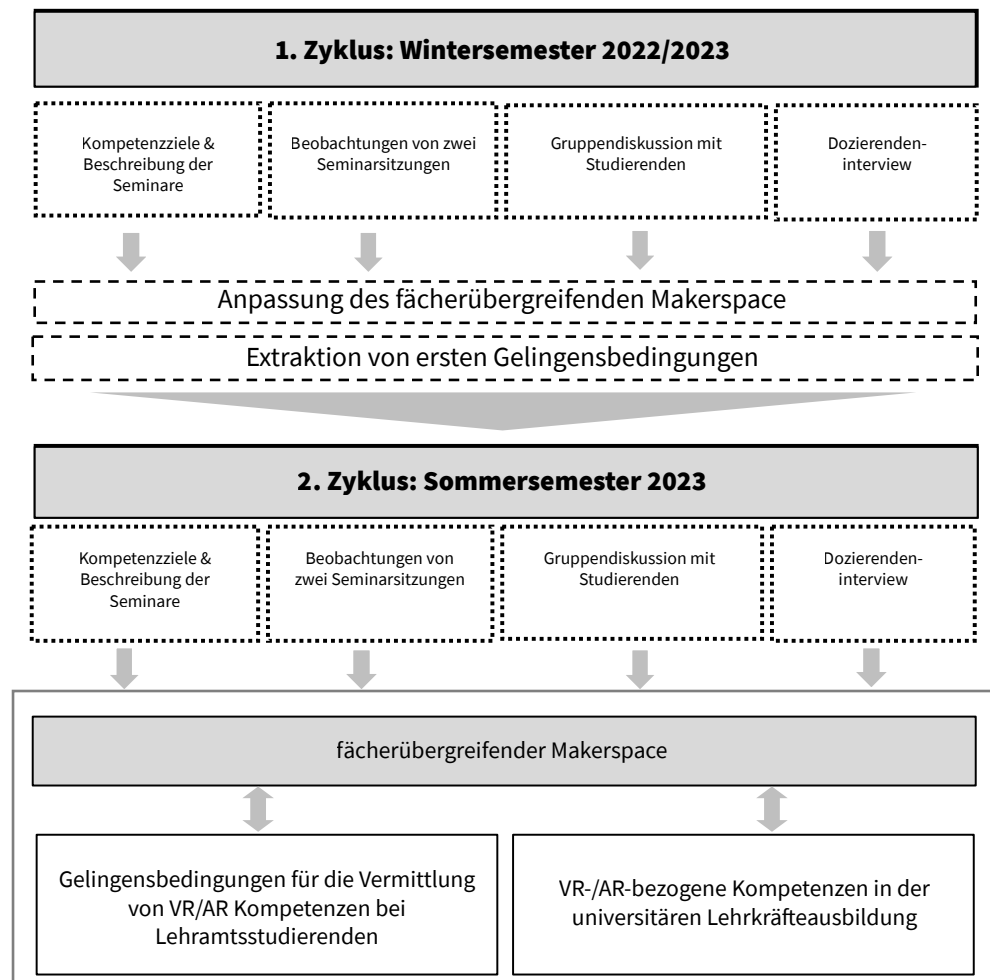 1. Zyklus: Wintersemester 2022/2023
Kompetenzziele &
Beschreibung der
Seminare
Beobachtungen von zwei
Seminarsitzungen
Gruppendiskussion mit
Studierenden
Dozierenden-
interview
Anpassung des fächerübergreifenden Makerspace
Extraktion von ersten Gelingensbedingungen
2. Zyklus: Sommersemester 2023
Kompetenzziele &
Beschreibung der
Seminare
Beobachtungen von
zwei Seminarsitzungen
Gruppendiskussion mit
Studierenden
Dozierenden-
interview
fächerübergreifender Makerspace
Gelingensbedingungen für die Vermittlung
von VR/AR Kompetenzen bei
Lehramtsstudierenden
VR-/AR-bezogene Kompetenzen in der
universitären Lehrkräfteausbildung